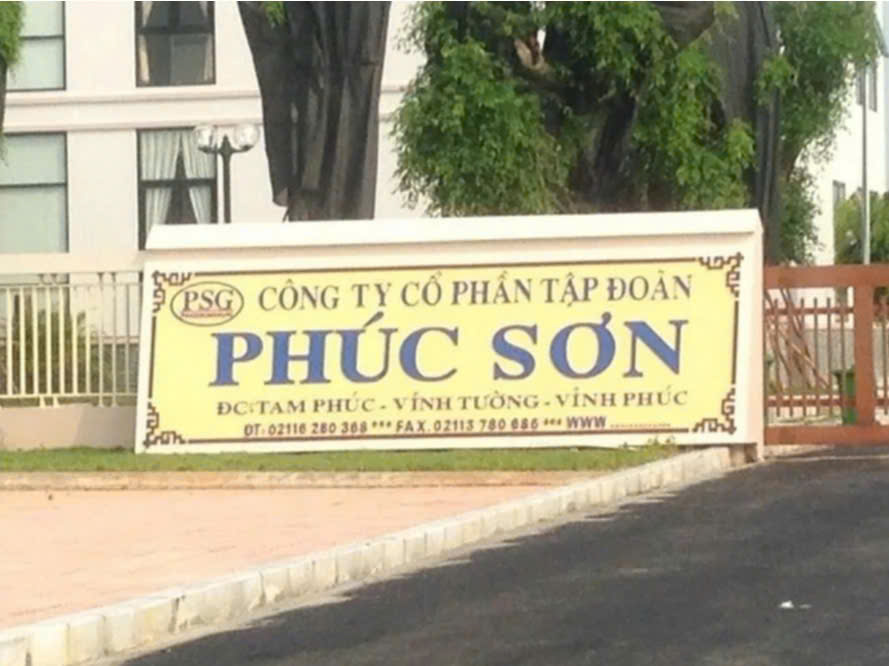 PSG
CÔNG TY CỔ PHẦN TẬP ĐOÀN
PHÚC SƠN
ĐC: TAM PHÚC - VĨNH TƯỜNG - VĨNH PHÚC
ĐT: 02116 280 368 *** FAX. 02113 780 686 *** WWW